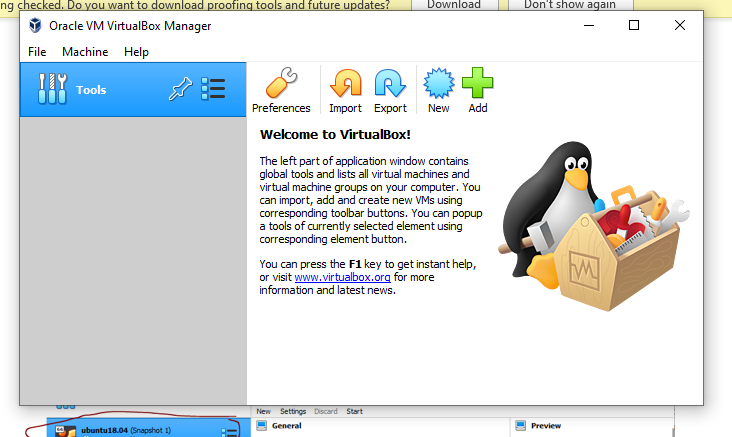 ng checked. Do you want to download proofing tools and future updates? Download Don't show again
Oracle VM VirtualBox Manager
File Machine Help
Tools
Preferences Import Export New Add
Welcome to VirtualBox!
The left part of application window contains
global tools and lists all virtual machines and
virtual machine groups on your computer. You
can import, add and create new VMs using
corresponding toolbar buttons. You can popup
a tools of currently selected element using
corresponding element button.
You can press the F1 key to get instant help,
or visit www.virtualbox.org for more
information and latest news.
New Settings Discard Start
ubuntu18.04 (Snapshot 1)
General Preview